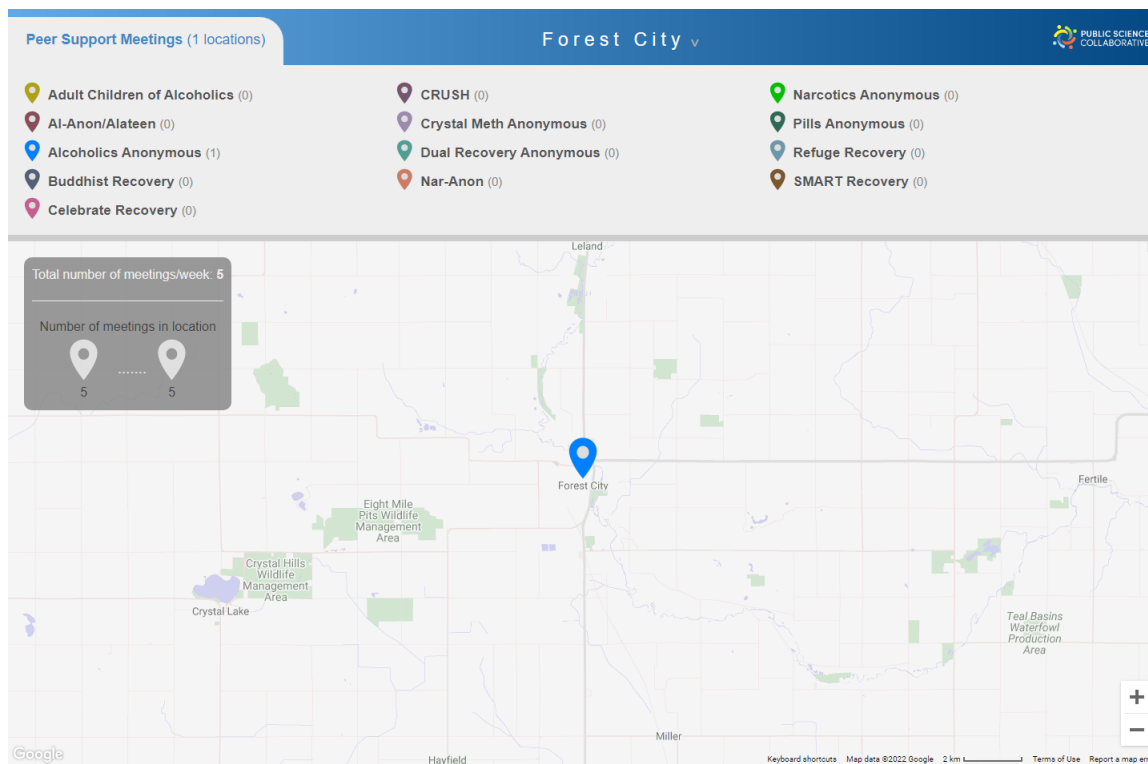 Peer Support Meetings (1 locations)
Forest City v
PUBLIC SCIENCE
COLLABORATIVE
Adult Children of Alcoholics (0)
Al-Anon/Alateen (0)
Alcoholics Anonymous (1)
Buddhist Recovery (0)
Celebrate Recovery (0)
CRUSH (0)
Crystal Meth Anonymous (0)
Dual Recovery Anonymous (0)
Nar-Anon (0)
Narcotics Anonymous (0)
Pills Anonymous (0)
Refuge Recovery (0)
SMART Recovery (0)
Total number of meetings/week: 5
Number of meetings in location
5 ....... 5
Leland
Forest City
Fertile
Eight Mile
Pits Wildlife
Management
Area
Crystal Hills
Wildlife
Management
Area
Crystal Lake
Teal Basins
Waterfowl
Production
Area
Miller
Hayfield
+
−
Google
Keyboard shortcuts Map data ©2022 Google 2 km Terms of Use Report a map err